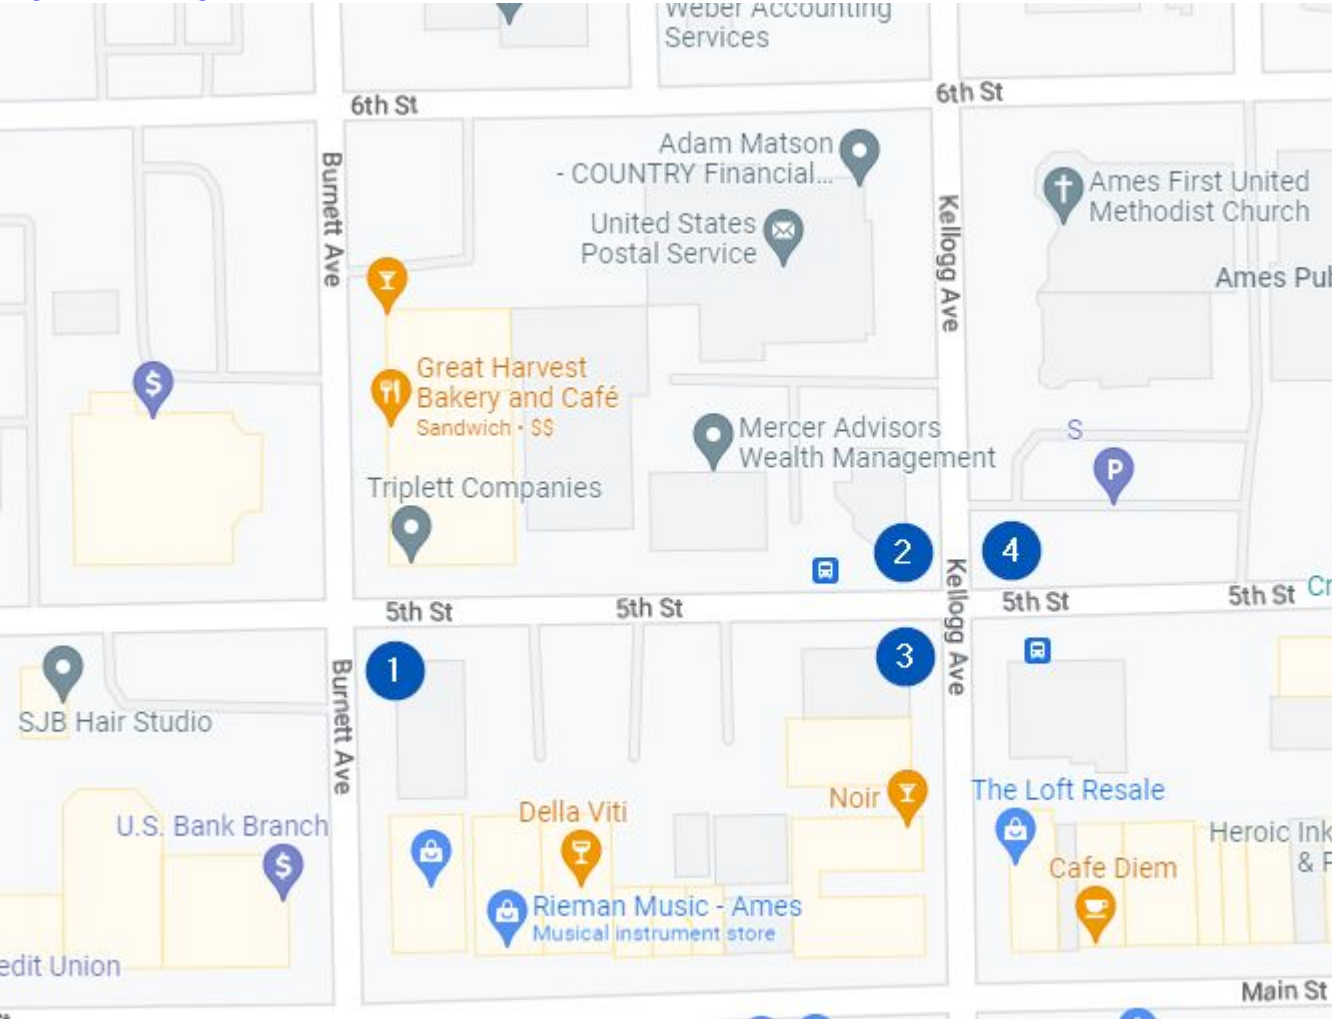 Weber Accounting
Services
6th St
6th St
Burnett Ave
Adam Matson
- COUNTRY Financial...
United States
Postal Service
Kellogg Ave
Ames First United
Methodist Church
Ames Pub
$
Great Harvest
Bakery and Café
Sandwich · $$
Mercer Advisors
Wealth Management
S
P
Triplett Companies
2
4
Kellogg Ave
5th St
5th St
5th St
5th St
Cr
1
3
Burnett Ave
SJB Hair Studio
Noir
The Loft Resale
Della Viti
U.S. Bank Branch
$
Heroic Ink
& F
Cafe Diem
Rieman Music - Ames
Musical instrument store
edit Union
Main St